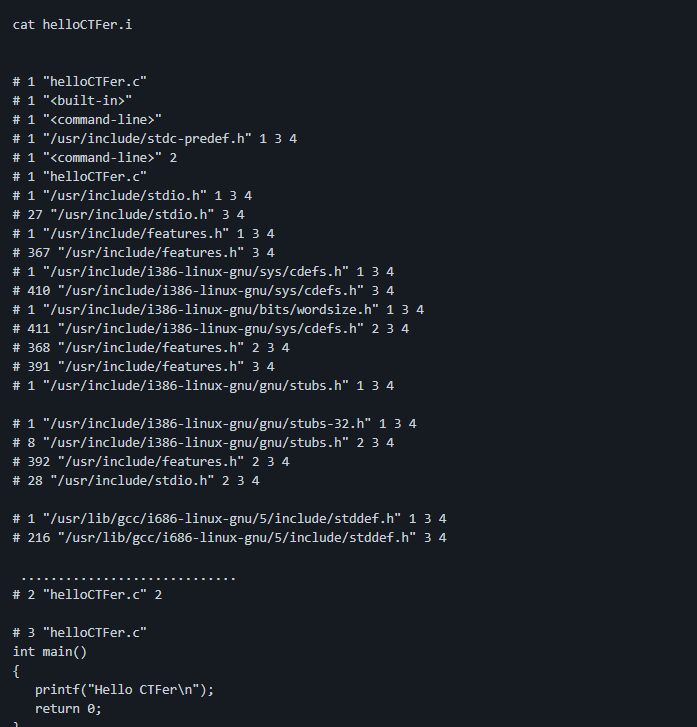 cat helloCTFer.i
# 1 "helloCTFer.c"
# 1 "<built-in>"
# 1 "<command-line>"
# 1 "/usr/include/stdc-predef.h" 1 3 4
# 1 "<command-line>" 2
# 1 "helloCTFer.c"
# 1 "/usr/include/stdio.h" 1 3 4
# 27 "/usr/include/stdio.h" 3 4
# 1 "/usr/include/features.h" 1 3 4
# 367 "/usr/include/features.h" 3 4
# 1 "/usr/include/i386-linux-gnu/sys/cdefs.h" 1 3 4
# 410 "/usr/include/i386-linux-gnu/sys/cdefs.h" 3 4
# 1 "/usr/include/i386-linux-gnu/bits/wordsize.h" 1 3 4
# 411 "/usr/include/i386-linux-gnu/sys/cdefs.h" 2 3 4
# 368 "/usr/include/features.h" 2 3 4
# 391 "/usr/include/features.h" 3 4
# 1 "/usr/include/i386-linux-gnu/gnu/stubs.h" 1 3 4
# 1 "/usr/include/i386-linux-gnu/gnu/stubs-32.h" 1 3 4
# 8 "/usr/include/i386-linux-gnu/gnu/stubs.h" 2 3 4
# 392 "/usr/include/features.h" 2 3 4
# 28 "/usr/include/stdio.h" 2 3 4
# 1 "/usr/lib/gcc/i686-linux-gnu/5/include/stddef.h" 1 3 4
# 216 "/usr/lib/gcc/i686-linux-gnu/5/include/stddef.h" 3 4
.............................
# 2 "helloCTFer.c" 2
# 3 "helloCTFer.c"
int main()
{
printf("Hello CTFer\n");
return 0;
}